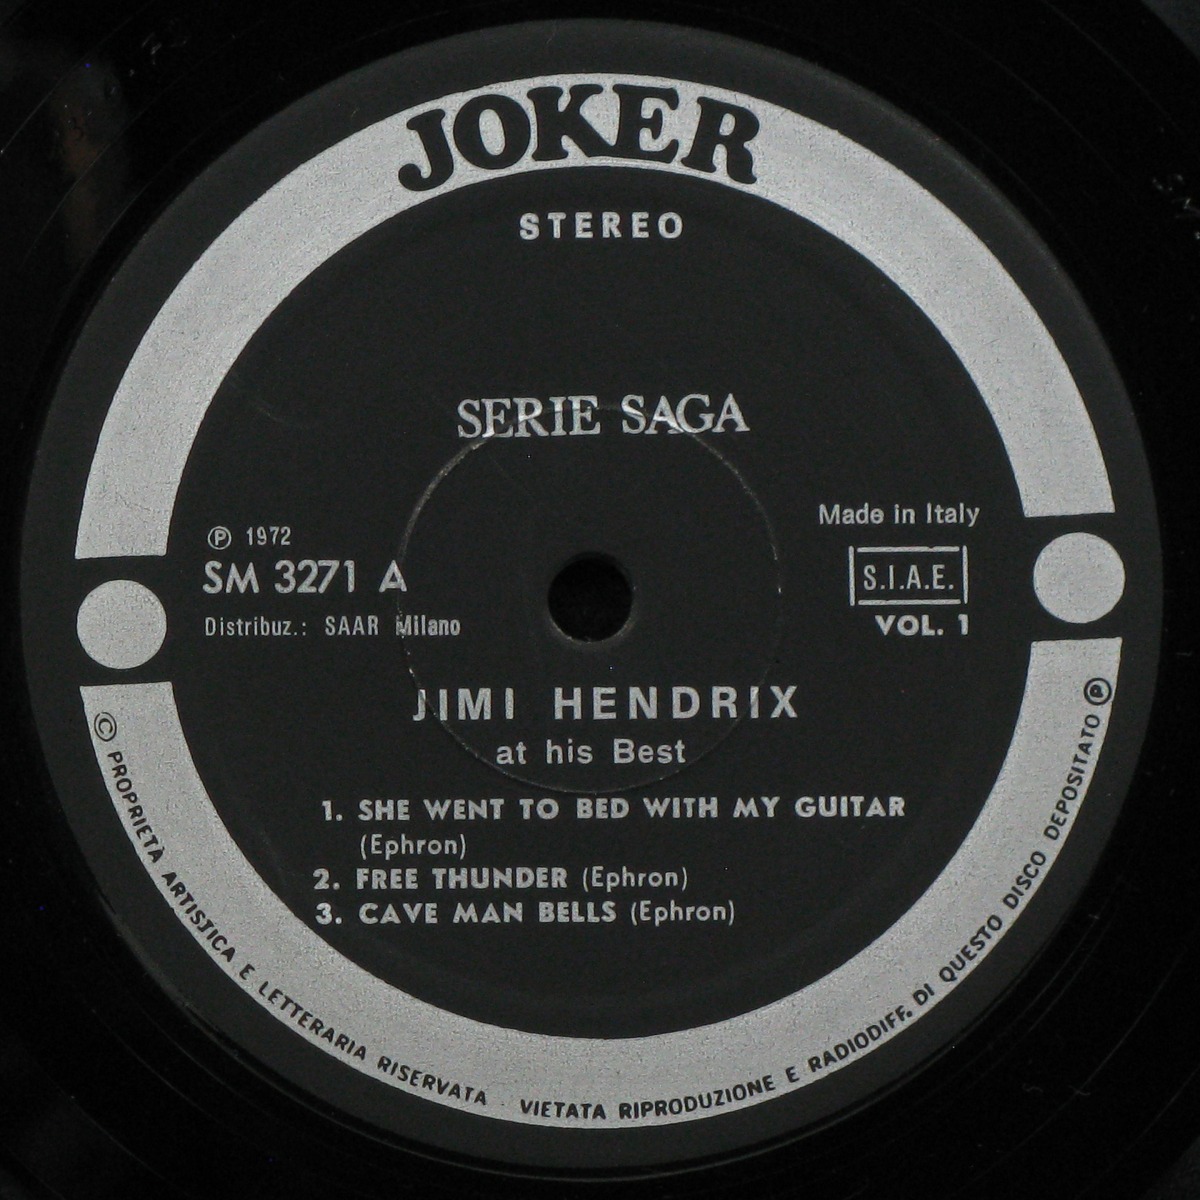 JOKER
STEREO
SERIE SAGA
Ⓟ 1972
SM 3271 A
Distribuz.: SAAR Milano
Made in Italy
S.I.A.E.
VOL. 1
JIMI HENDRIX
at his Best
1. SHE WENT TO BED WITH MY GUITAR
(Ephron)
2. FREE THUNDER (Ephron)
3. CAVE MAN BELLS (Ephron)
© PROPRIETÀ ARTISTICA E LETTERARIA RISERVATA - VIETATA RIPRODUZIONE E RADIODIFF. DI QUESTO DISCO DEPOSITATO Ⓟ